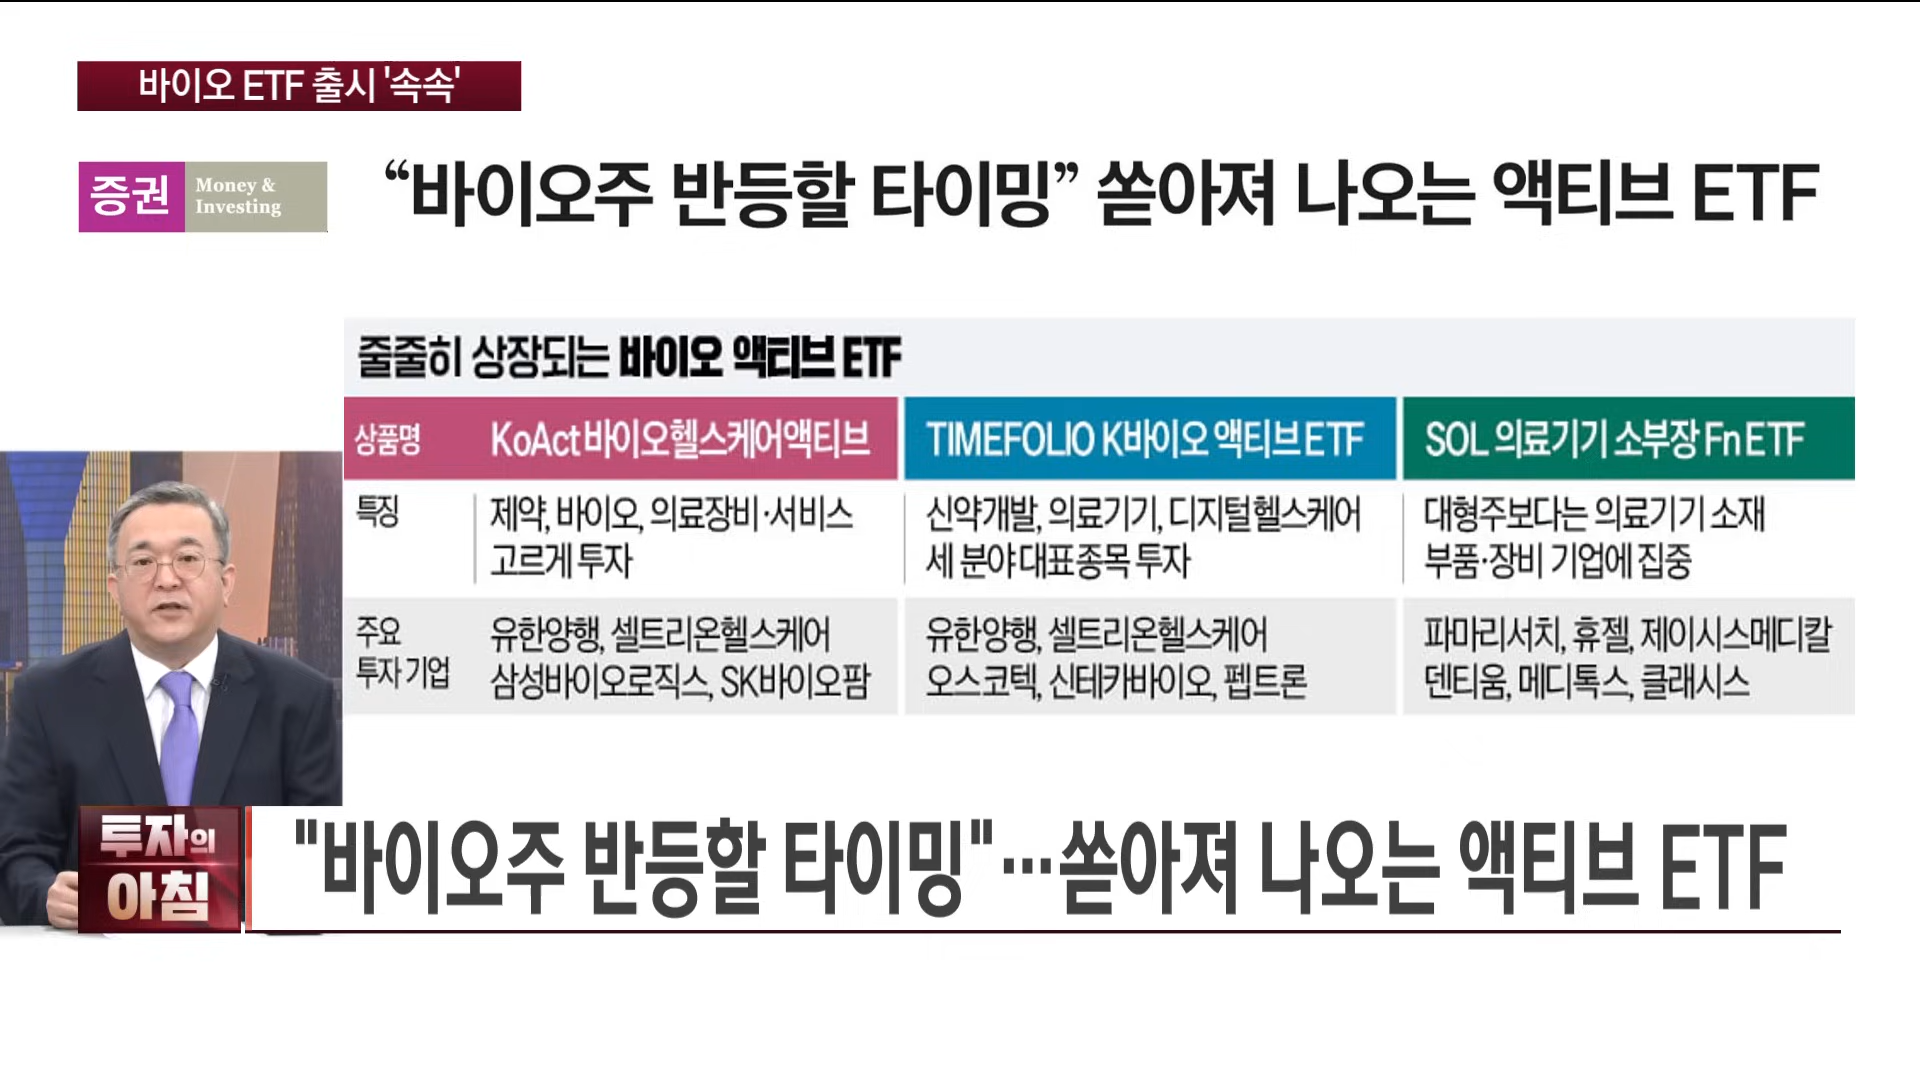 바이오 ETF 출시 '속속'
증권 Money &
Investing
“바이오주 반등할 타이밍” 쏟아져 나오는 액티브 ETF
줄줄히 상장되는 바이오 액티브 ETF
상품명 KoAct 바이오헬스케어액티브 TIMEFOLIO K바이오 액티브 ETF SOL 의료기기 소부장 Fn ETF
특징 제약, 바이오, 의료장비·서비스 신약개발, 의료기기, 디지털헬스케어 대형주보다는 의료기기 소재
고르게 투자 세 분야 대표종목 투자 부품·장비 기업에 집중
주요 유한양행, 셀트리온헬스케어 유한양행, 셀트리온헬스케어 파마리서치, 휴젤, 제이시스메디칼
투자 기업 삼성바이오로직스, SK바이오팜 오스코텍, 신테카바이오, 펩트론 덴티움, 메디톡스, 클래시스
투자의
아침
"바이오주 반등할 타이밍"…쏟아져 나오는 액티브 ETF